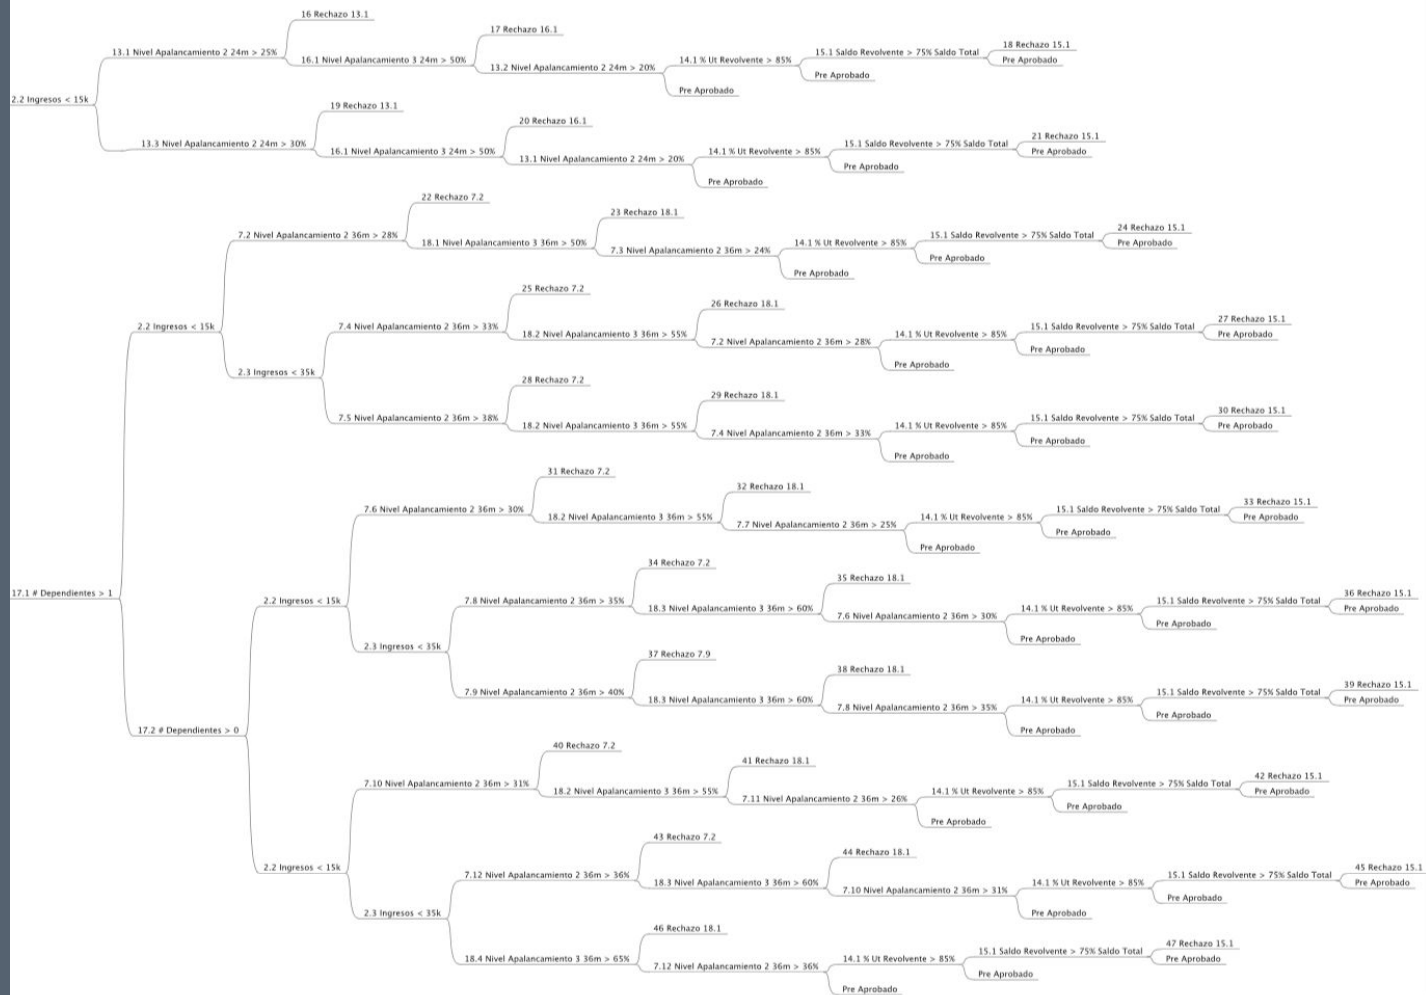 16 Rechazo 13.1
17 Rechazo 16.1
18 Rechazo 15.1
13.1 Nivel Apalancamiento 2 24m > 25%
16.1 Nivel Apalancamiento 3 24m > 50%
13.2 Nivel Apalancamiento 2 24m > 20%
14.1 % Ut Revolvente > 85%
15.1 Saldo Revolvente > 75% Saldo Total
Pre Aprobado
Pre Aprobado
Pre Aprobado
2.2 Ingresos < 15k
19 Rechazo 13.1
20 Rechazo 16.1
21 Rechazo 15.1
13.3 Nivel Apalancamiento 2 24m > 30%
16.1 Nivel Apalancamiento 3 24m > 50%
13.1 Nivel Apalancamiento 2 24m > 20%
14.1 % Ut Revolvente > 85%
15.1 Saldo Revolvente > 75% Saldo Total
Pre Aprobado
Pre Aprobado
Pre Aprobado
22 Rechazo 7.2
23 Rechazo 18.1
24 Rechazo 15.1
7.2 Nivel Apalancamiento 2 36m > 28%
18.1 Nivel Apalancamiento 3 36m > 50%
7.3 Nivel Apalancamiento 2 36m > 24%
14.1 % Ut Revolvente > 85%
15.1 Saldo Revolvente > 75% Saldo Total
Pre Aprobado
Pre Aprobado
Pre Aprobado
25 Rechazo 7.2
26 Rechazo 18.1
27 Rechazo 15.1
2.2 Ingresos < 15k
7.4 Nivel Apalancamiento 2 36m > 33%
18.2 Nivel Apalancamiento 3 36m > 55%
7.2 Nivel Apalancamiento 2 36m > 28%
14.1 % Ut Revolvente > 85%
15.1 Saldo Revolvente > 75% Saldo Total
Pre Aprobado
Pre Aprobado
Pre Aprobado
2.3 Ingresos < 35k
28 Rechazo 7.2
29 Rechazo 18.1
30 Rechazo 15.1
7.5 Nivel Apalancamiento 2 36m > 38%
18.2 Nivel Apalancamiento 3 36m > 55%
7.4 Nivel Apalancamiento 2 36m > 33%
14.1 % Ut Revolvente > 85%
15.1 Saldo Revolvente > 75% Saldo Total
Pre Aprobado
Pre Aprobado
Pre Aprobado
31 Rechazo 7.2
32 Rechazo 18.1
33 Rechazo 15.1
7.6 Nivel Apalancamiento 2 36m > 30%
18.2 Nivel Apalancamiento 3 36m > 55%
7.7 Nivel Apalancamiento 2 36m > 25%
14.1 % Ut Revolvente > 85%
15.1 Saldo Revolvente > 75% Saldo Total
Pre Aprobado
Pre Aprobado
Pre Aprobado
34 Rechazo 7.2
35 Rechazo 18.1
36 Rechazo 15.1
17.1 # Dependientes > 1
2.2 Ingresos < 15k
7.8 Nivel Apalancamiento 2 36m > 35%
18.3 Nivel Apalancamiento 3 36m > 60%
7.6 Nivel Apalancamiento 2 36m > 30%
14.1 % Ut Revolvente > 85%
15.1 Saldo Revolvente > 75% Saldo Total
Pre Aprobado
Pre Aprobado
Pre Aprobado
2.3 Ingresos < 35k
37 Rechazo 7.9
38 Rechazo 18.1
39 Rechazo 15.1
7.9 Nivel Apalancamiento 2 36m > 40%
18.3 Nivel Apalancamiento 3 36m > 60%
7.8 Nivel Apalancamiento 2 36m > 35%
14.1 % Ut Revolvente > 85%
15.1 Saldo Revolvente > 75% Saldo Total
Pre Aprobado
Pre Aprobado
Pre Aprobado
17.2 # Dependientes > 0
40 Rechazo 7.2
41 Rechazo 18.1
42 Rechazo 15.1
7.10 Nivel Apalancamiento 2 36m > 31%
18.2 Nivel Apalancamiento 3 36m > 55%
7.11 Nivel Apalancamiento 2 36m > 26%
14.1 % Ut Revolvente > 85%
15.1 Saldo Revolvente > 75% Saldo Total
Pre Aprobado
Pre Aprobado
Pre Aprobado
43 Rechazo 7.2
44 Rechazo 18.1
45 Rechazo 15.1
2.2 Ingresos < 15k
7.12 Nivel Apalancamiento 2 36m > 36%
18.3 Nivel Apalancamiento 3 36m > 60%
7.10 Nivel Apalancamiento 2 36m > 31%
14.1 % Ut Revolvente > 85%
15.1 Saldo Revolvente > 75% Saldo Total
Pre Aprobado
Pre Aprobado
Pre Aprobado
2.3 Ingresos < 35k
46 Rechazo 18.1
47 Rechazo 15.1
18.4 Nivel Apalancamiento 3 36m > 65%
7.12 Nivel Apalancamiento 2 36m > 36%
14.1 % Ut Revolvente > 85%
15.1 Saldo Revolvente > 75% Saldo Total
Pre Aprobado
Pre Aprobado
Pre Aprobado